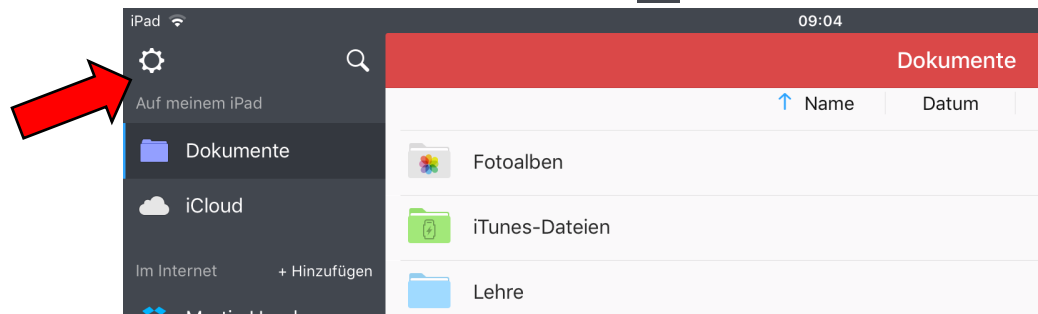 iPad 09:04
Dokumente
Auf meinem iPad
Name Datum
Dokumente
Fotoalben
iCloud
iTunes-Dateien
Im Internet + Hinzufügen
Lehre